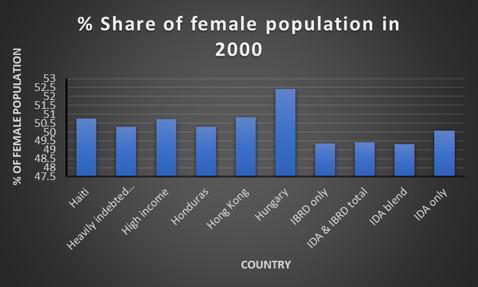 % Share of female population in
2000
% OF FEMALE POPULATION
53
52.5
52
51.5
51
50.5
50
49.5
49
48.5
48
47.5
Haiti
Heavily indebted...
High income
Honduras
Hong Kong
Hungary
IBRD only
IDA & IBRD total
IDA blend
IDA only
COUNTRY